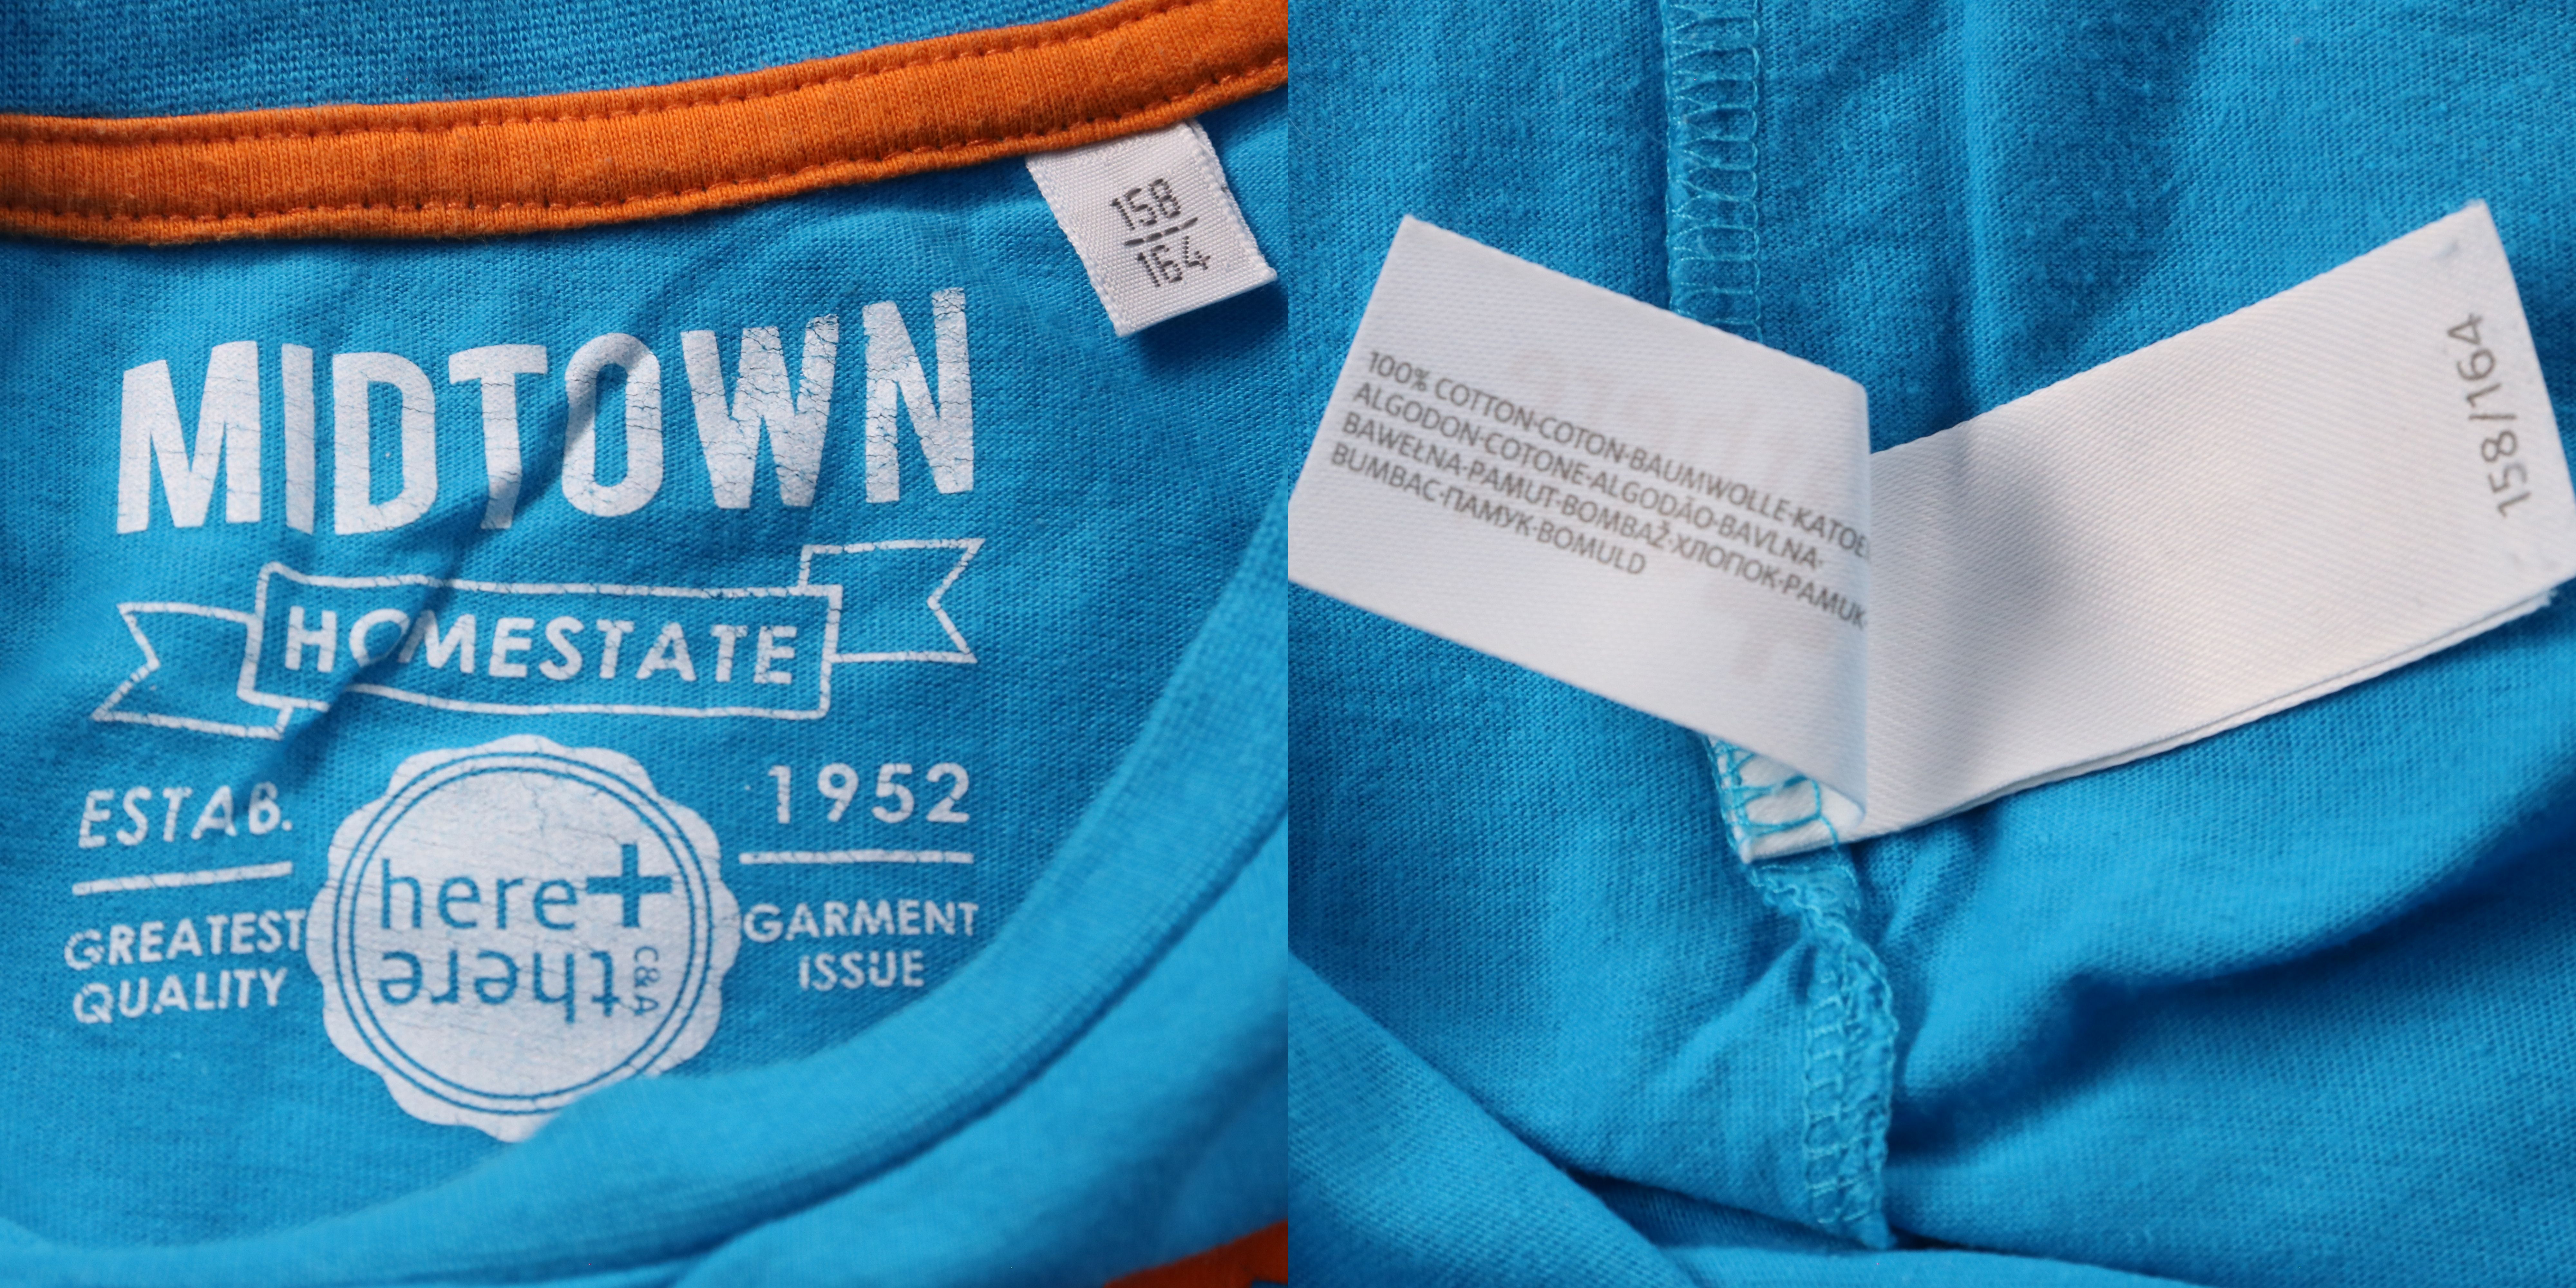 158
164
MIDTOWN
HOMESTATE
ESTAB.
1952
GREATEST
QUALITY
here+
there
C&A
GARMENT
ISSUE
100% COTTON·COTON·BAUMWOLLE·KATOE
ALGODON·COTONE·ALGODÃO·BAVLNA·
BAWEŁNA·PAMUT·BOMBAŽ·ХЛОПОК·PAMUK·
BUMBAC·ПАМУК·BOMULD
158/164